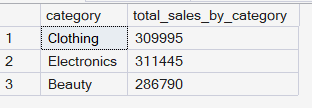 category total_sales_by_category
1 Clothing 309995
2 Electronics 311445
3 Beauty 286790